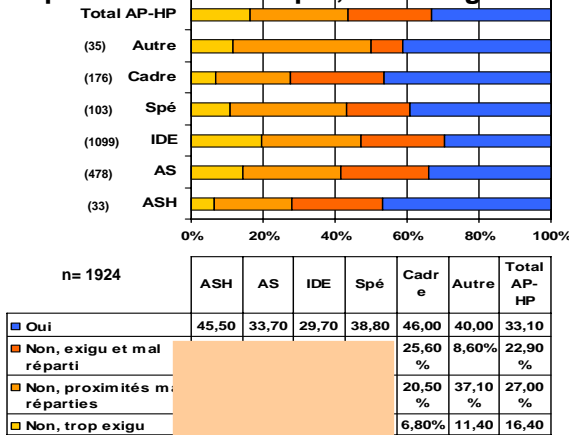 Total AP-HP
(35) Autre
(176) Cadre
(103) Spé
(1099) IDE
(478) AS
(33) ASH
0% 20% 40% 60% 80% 100%
n= 1924
ASH AS IDE Spé Cadr e Autre Total AP- HP
Oui 45,50 33,70 29,70 38,80 46,00 40,00 33,10
Non, exigu et mal 25,60 8,60% 22,90
réparti % %
Non, proximités 20,50 37,10 27,00
réparties % % %
Non, trop exigu 6,80% 11,40 16,40